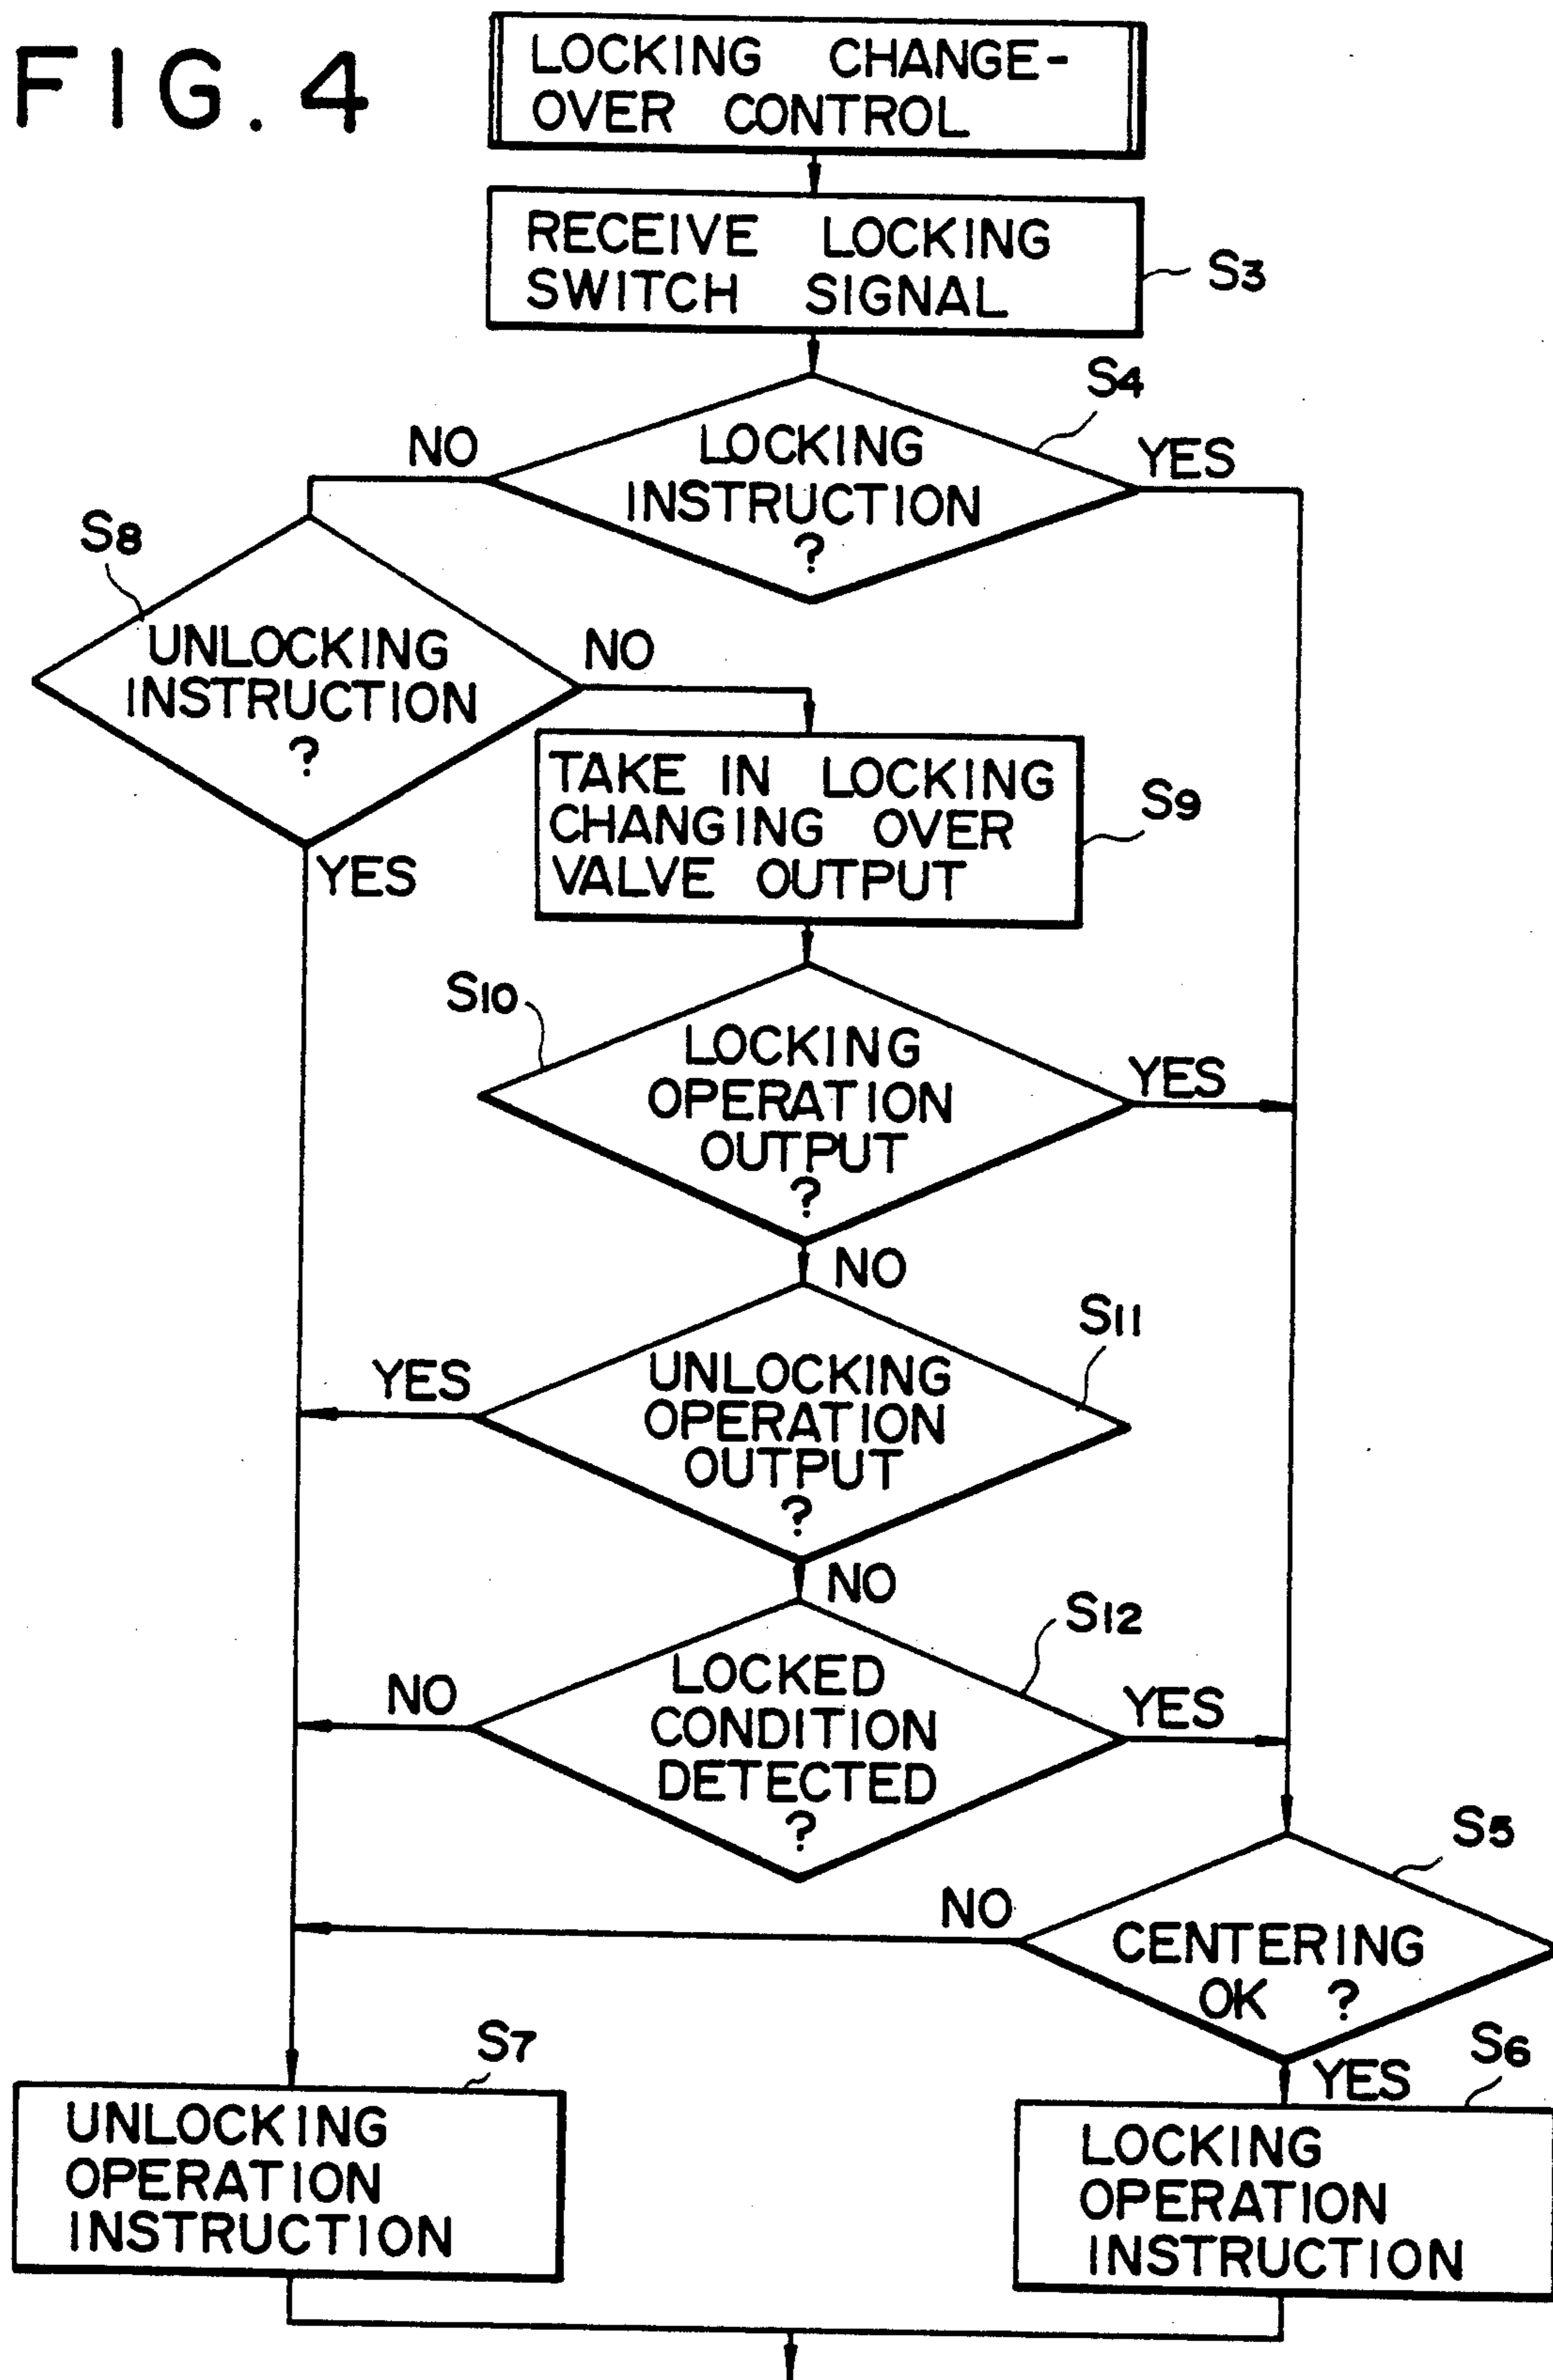 FIG. 4
LOCKING CHANGE-
OVER CONTROL
RECEIVE LOCKING
SWITCH SIGNAL
S3
S4
LOCKING
INSTRUCTION
?
NO
YES
S8
UNLOCKING
INSTRUCTION
?
NO
YES
TAKE IN LOCKING
CHANGING OVER
VALVE OUTPUT
S9
S10
LOCKING
OPERATION
OUTPUT
?
YES
NO
S11
UNLOCKING
OPERATION
OUTPUT
?
YES
NO
S12
LOCKED
CONDITION
DETECTED
?
NO
YES
S5
CENTERING
OK ?
NO
YES
S7
UNLOCKING
OPERATION
INSTRUCTION
S6
LOCKING
OPERATION
INSTRUCTION